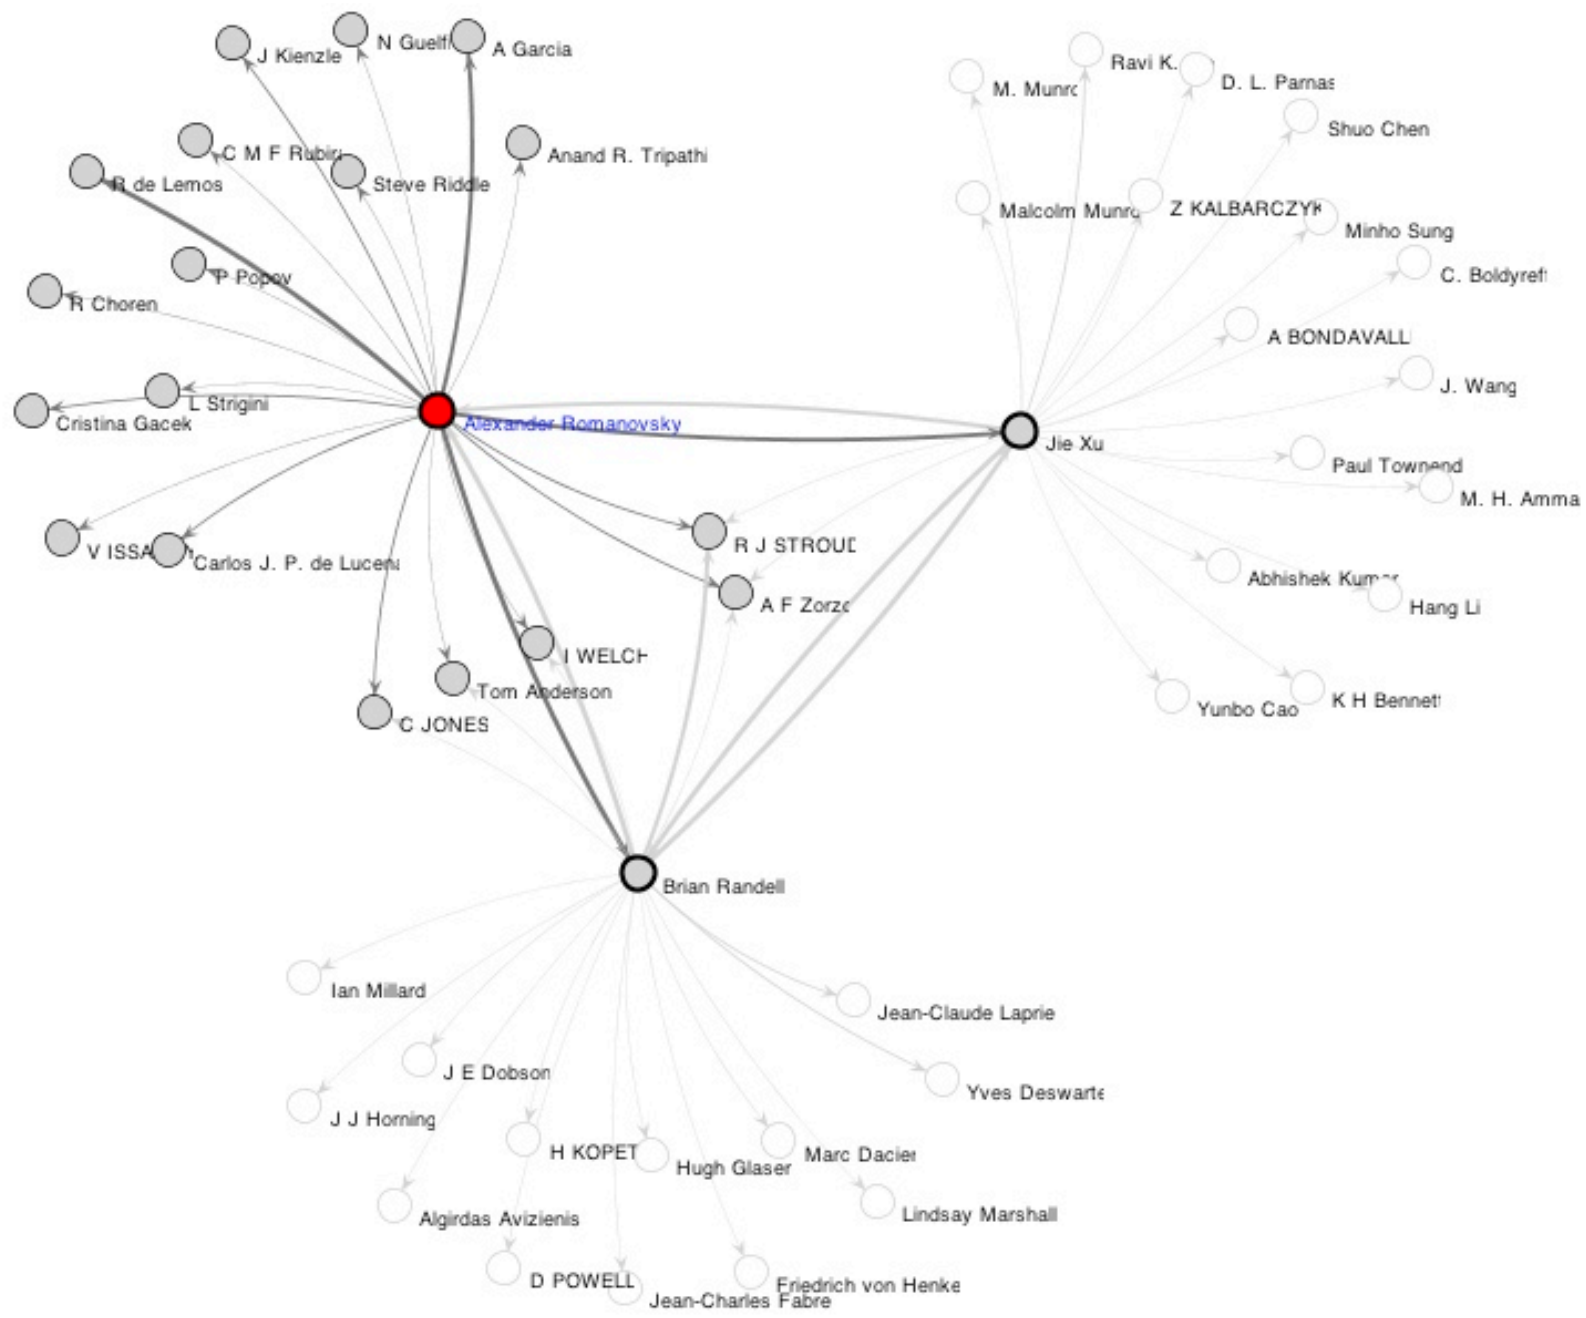 J Kienzle
N Guelfi
A Garcia
C M F Rubir
Steve Riddle
Anand R. Tripathi
R de Lemos
P Popov
R Choren
L Strigini
Cristina Gacek
Alexander Romanovsky
V ISSA
Carlos J. P. de Lucena
R J STROUD
A F Zorzo
I WELCH
Tom Anderson
C JONES
Brian Randell
Jie Xu
M. Munro
Ravi K.
D. L. Parnas
Shuo Chen
Malcolm Munro
Z KALBARCZYK
Minho Sung
C. Boldyreff
A BONDAVALL
J. Wang
Paul Townend
M. H. Amma
Abhishek Kumar
Hang Li
Yunbo Cao
K H Bennett
Ian Millard
J E Dobson
J J Horning
H KOPET
Hugh Glaser
Marc Dacier
Jean-Claude Laprie
Yves Deswarte
Algirdas Avizienis
Lindsay Marshall
D POWELL
Jean-Charles Fabre
Friedrich von Henke